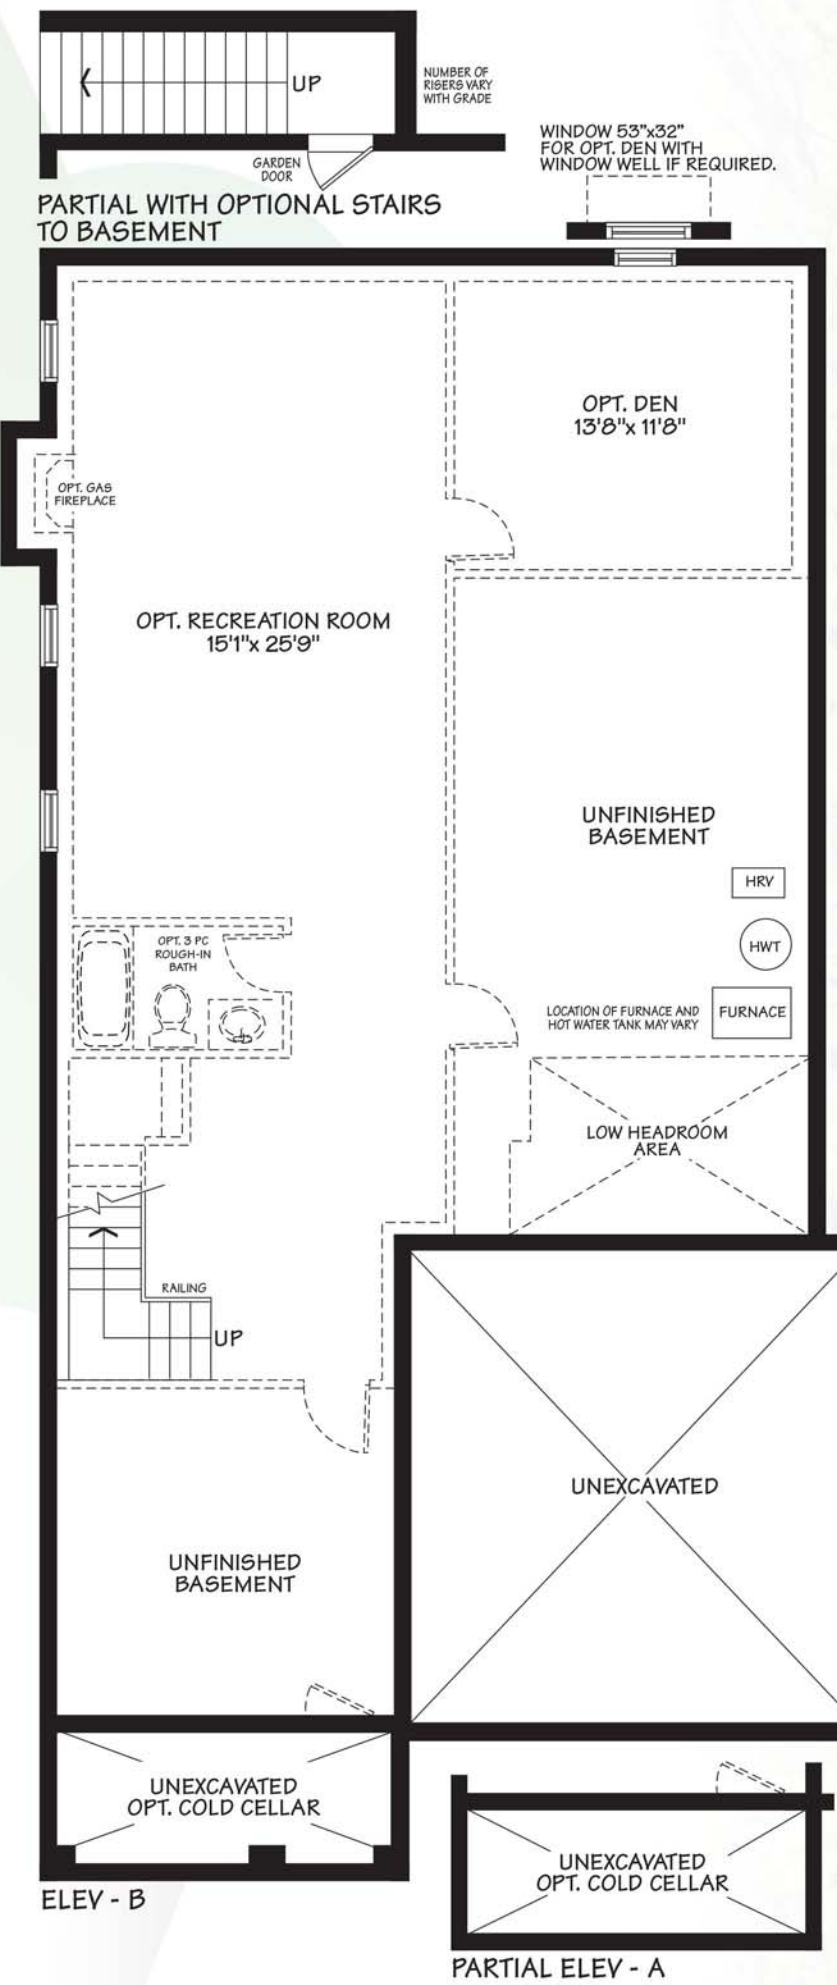 UP
NUMBER OF
RISERS VARY
WITH GRADE
GARDEN
DOOR
WINDOW 53"x32"
FOR OPT. DEN WITH
WINDOW WELL IF REQUIRED.
PARTIAL WITH OPTIONAL STAIRS
TO BASEMENT
OPT. DEN
13'8"x 11'8"
OPT. GAS
FIREPLACE
OPT. RECREATION ROOM
15'1"x 25'9"
UNFINISHED
BASEMENT
HRV
HWT
OPT. 3 PC
ROUGH-IN
BATH
LOCATION OF FURNACE AND
HOT WATER TANK MAY VARY
FURNACE
LOW HEADROOM
AREA
RAILING
UP
UNEXCAVATED
UNFINISHED
BASEMENT
UNEXCAVATED
OPT. COLD CELLAR
ELEV - B
UNEXCAVATED
OPT. COLD CELLAR
PARTIAL ELEV - A